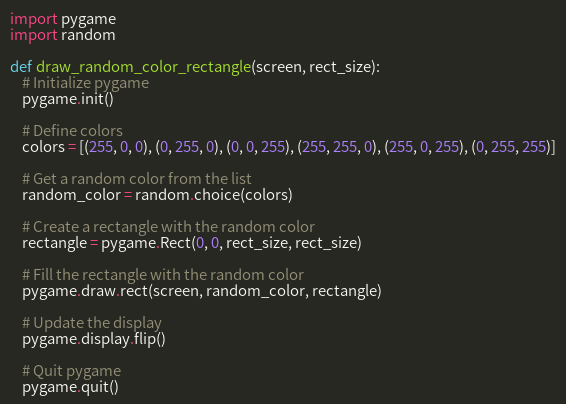 import pygame
import random
def draw_random_color_rectangle(screen, rect_size):
# Initialize pygame
pygame.init()
# Define colors
colors = [(255, 0, 0), (0, 255, 0), (0, 0, 255), (255, 255, 0), (255, 0, 255), (0, 255, 255)]
# Get a random color from the list
random_color = random.choice(colors)
# Create a rectangle with the random color
rectangle = pygame.Rect(0, 0, rect_size, rect_size)
# Fill the rectangle with the random color
pygame.draw.rect(screen, random_color, rectangle)
# Update the display
pygame.display.flip()
# Quit pygame
pygame.quit()